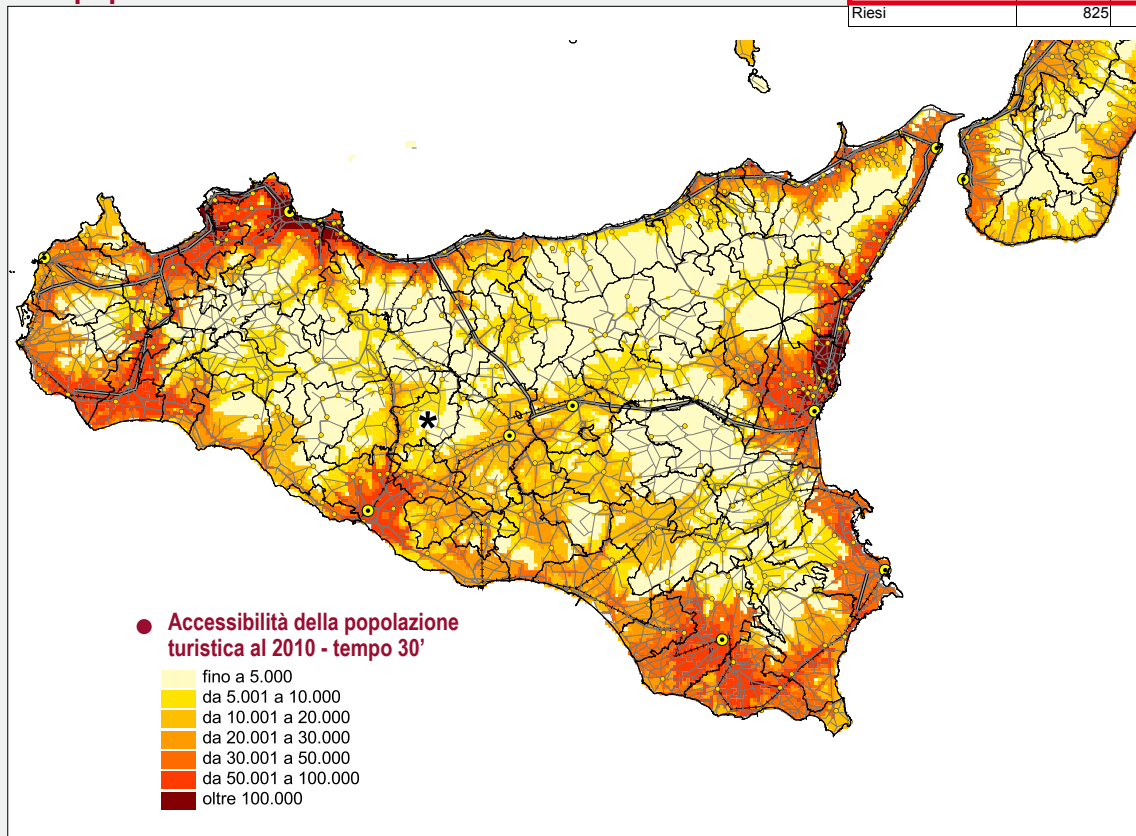 Riesi 825
*
Accessibilità della popolazione
turistica al 2010 - tempo 30’
fino a 5.000
da 5.001 a 10.000
da 10.001 a 20.000
da 20.001 a 30.000
da 30.001 a 50.000
da 50.001 a 100.000
oltre 100.000